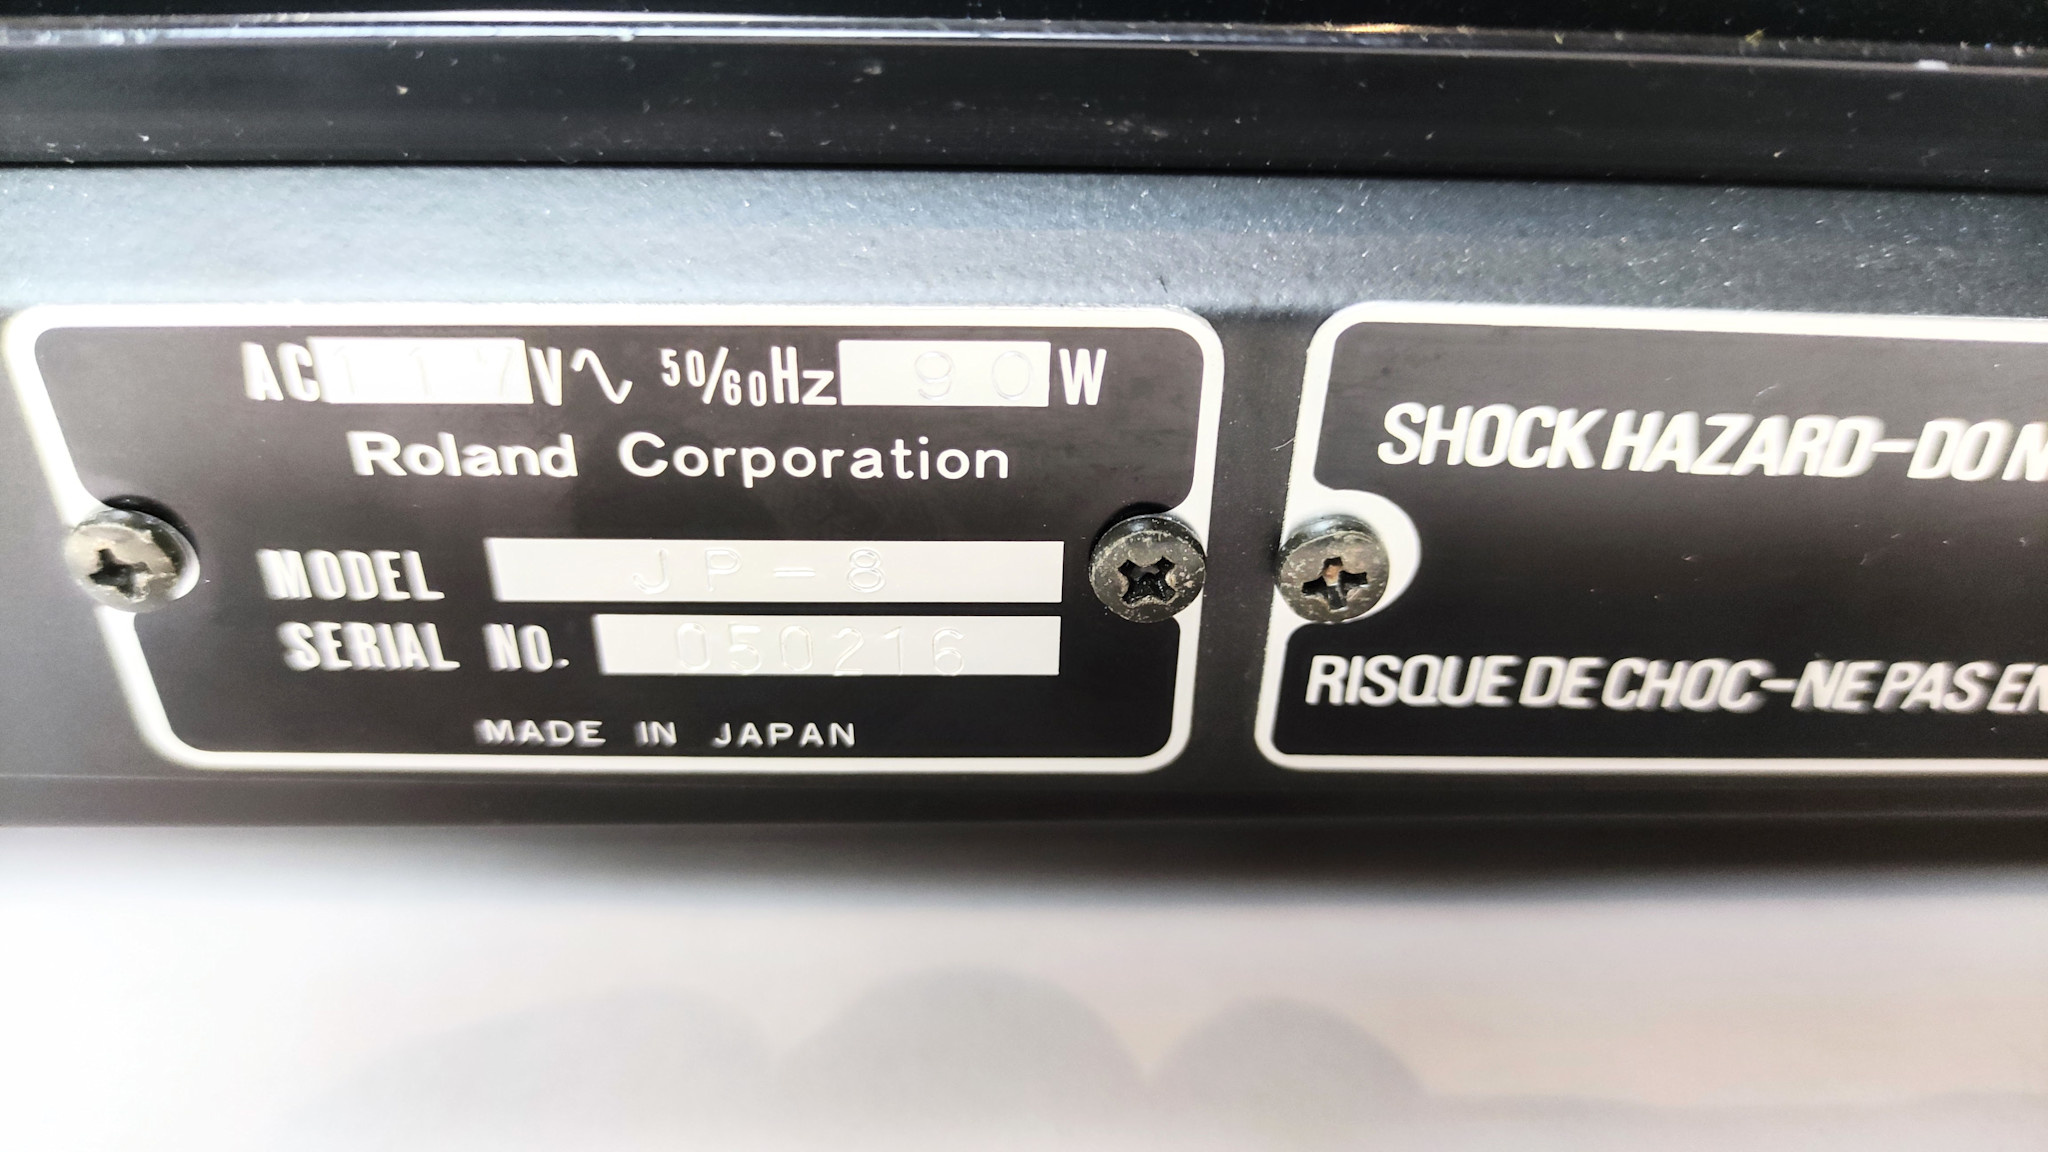 AC 117 V∿ 50/60Hz 90 W
Roland Corporation
MODEL JP-8
SERIAL NO. 050216
MADE IN JAPAN
SHOCK HAZARD-DO N
RISQUE DE CHOC-NE PAS EN